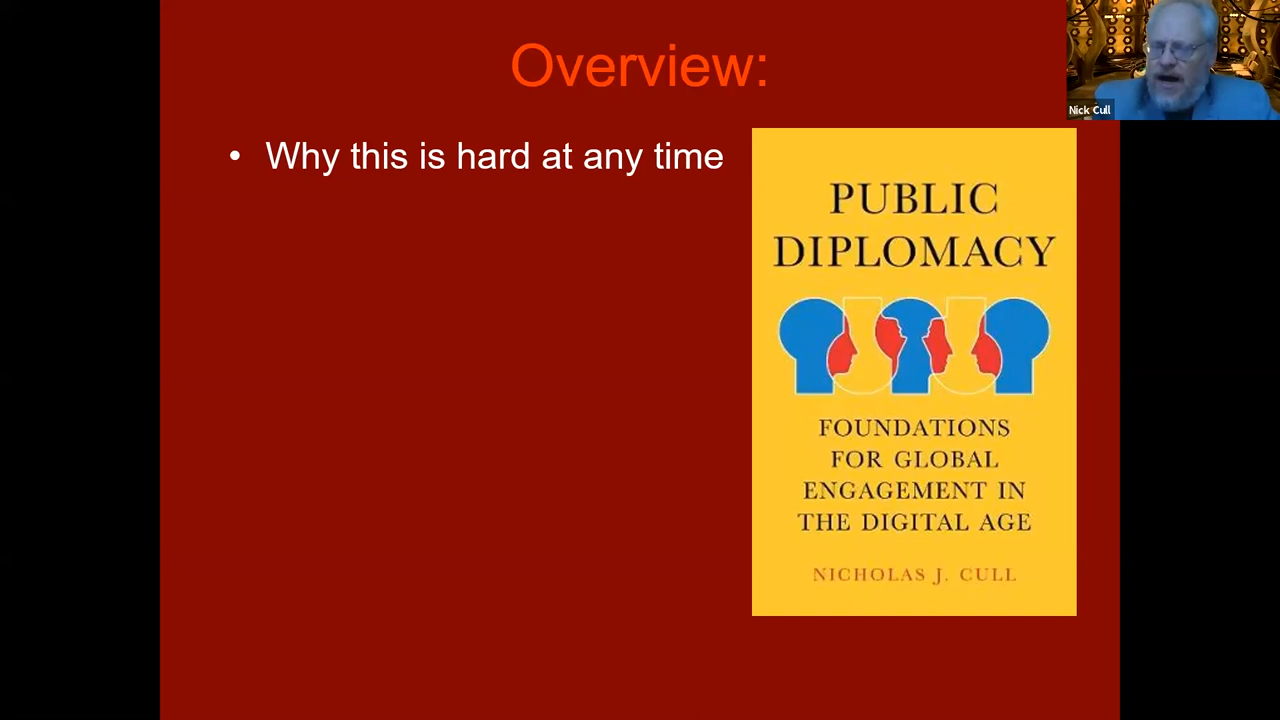 Overview:
• Why this is hard at any time
PUBLIC
DIPLOMACY
FOUNDATIONS
FOR GLOBAL
ENGAGEMENT IN
THE DIGITAL AGE
NICHOLAS J. CULL
Nick Cull